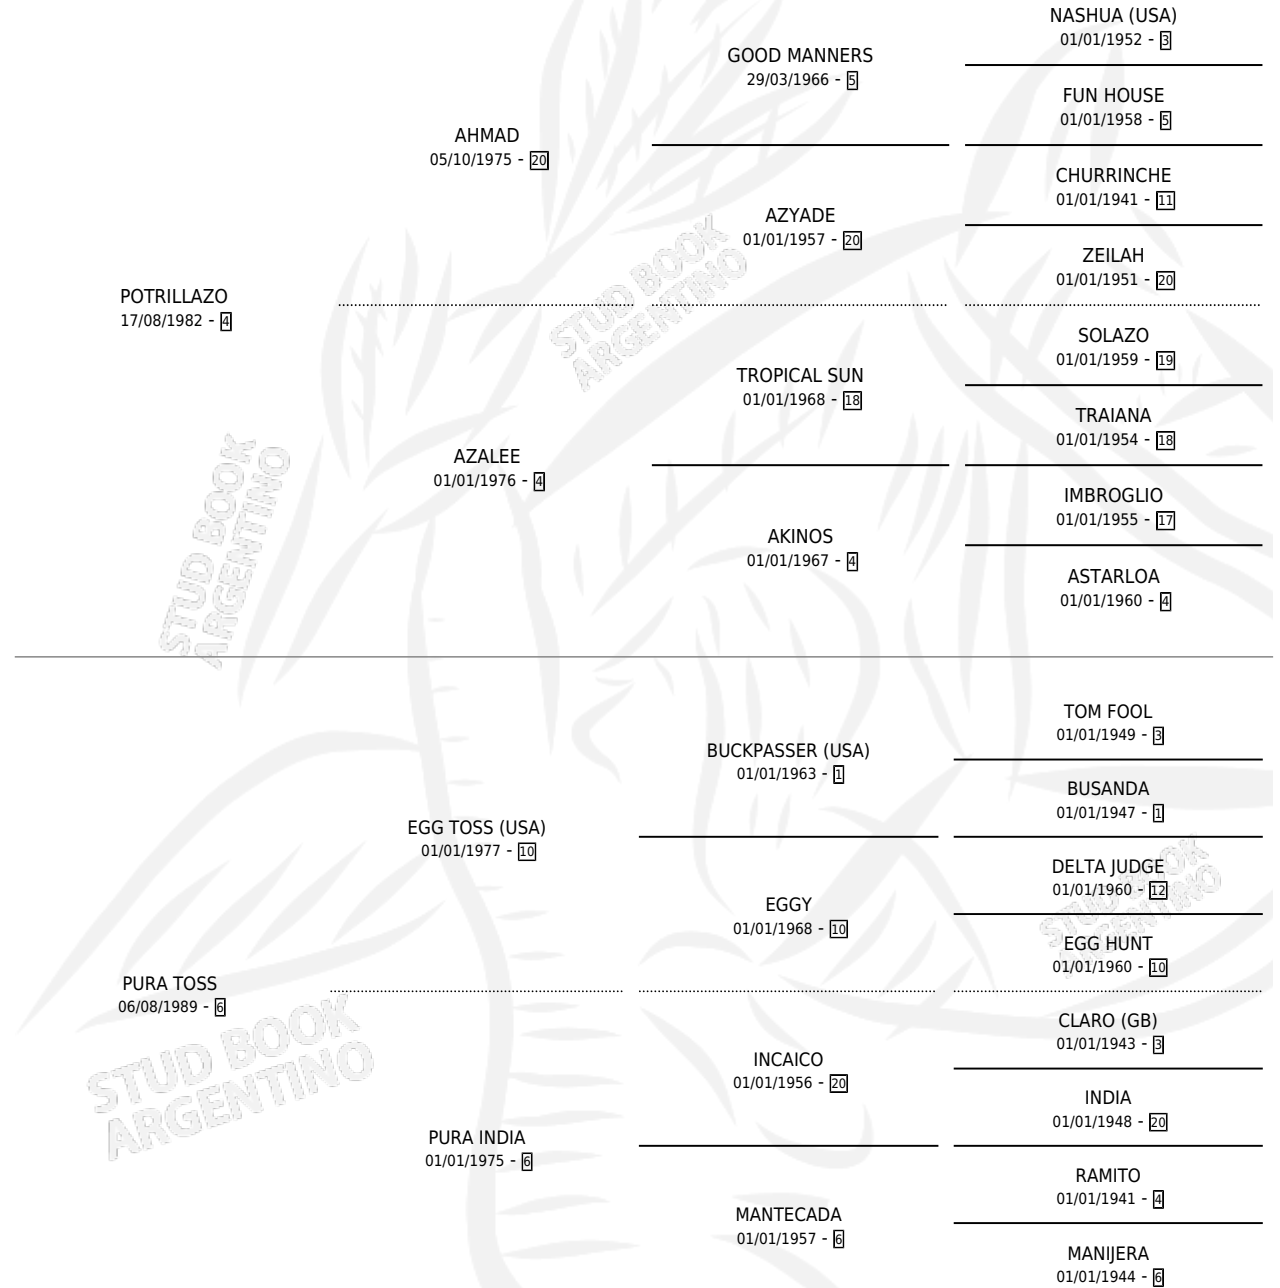 NASHUA (USA)
01/01/1952 - 3
GOOD MANNERS
29/03/1966 - 5
FUN HOUSE
01/01/1958 - 5
AHMAD
05/10/1975 - 20
CHURRINCHE
01/01/1941 - 11
AZYADE
01/01/1957 - 20
ZEILAH
01/01/1951 - 20
POTRILLAZO
17/08/1982 - 4
SOLAZO
01/01/1959 - 19
TROPICAL SUN
01/01/1968 - 18
TRAIANA
01/01/1954 - 18
AZALEE
01/01/1976 - 4
IMBROGLIO
01/01/1955 - 17
AKINOS
01/01/1967 - 4
ASTARLOA
01/01/1960 - 4
TOM FOOL
01/01/1949 - 3
BUCKPASSER (USA)
01/01/1963 - 1
BUSANDA
01/01/1947 - 1
EGG TOSS (USA)
01/01/1977 - 10
DELTA JUDGE
01/01/1960 - 12
EGGY
01/01/1968 - 10
EGG HUNT
01/01/1960 - 10
PURA TOSS
06/08/1989 - 6
CLARO (GB)
01/01/1943 - 3
INCAICO
01/01/1956 - 20
INDIA
01/01/1948 - 20
PURA INDIA
01/01/1975 - 6
RAMITO
01/01/1941 - 4
MANTECADA
01/01/1957 - 6
MANIJERA
01/01/1944 - 6
STUD BOOK
ARGENTINO
STUD BOOK
ARGENTINO
STUD BOOK
ARGENTINO
STUD BOOK
ARGENTINO